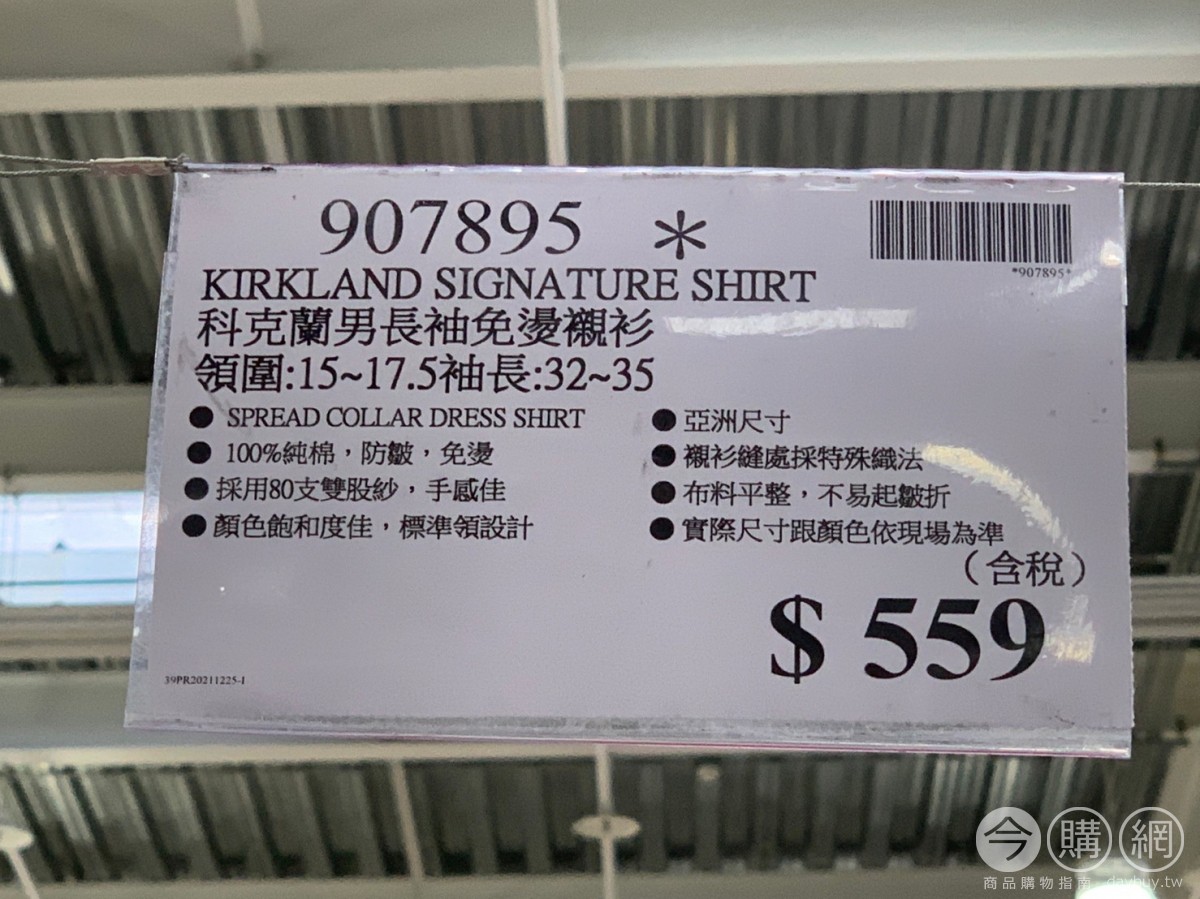 907895 *
*907895*
KIRKLAND SIGNATURE SHIRT
科克蘭男長袖免燙襯衫
領圍:15~17.5袖長:32~35
● SPREAD COLLAR DRESS SHIRT
● 100%純棉，防皺，免燙
● 採用80支雙股紗，手感佳
● 顏色飽和度佳，標準領設計
● 亞洲尺寸
● 襯衫縫處採特殊織法
● 布料平整，不易起皺折
● 實際尺寸跟顏色依現場為準
（含稅）
$ 559
39PR20211225-1
今購網
商品購物指南 daybuy.tw